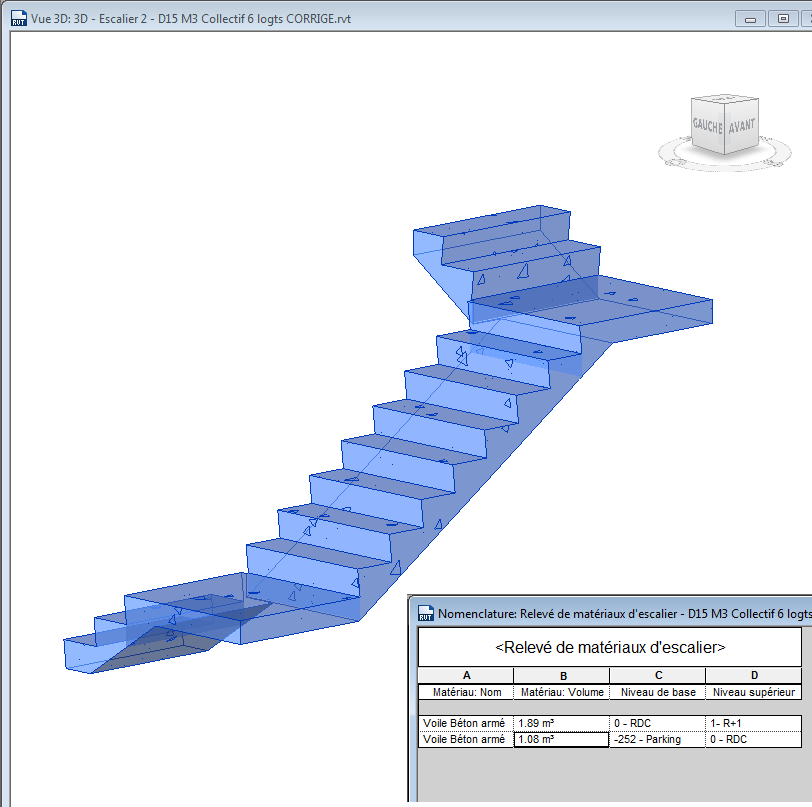 RVT
Vue 3D: 3D - Escalier 2 - D15 M3 Collectif 6 logts CORRIGE.rvt
GAUCHE
AVANT
RVT
Nomenclature: Relevé de matériaux d'escalier - D15 M3 Collectif 6 logts
<Relevé de matériaux d'escalier>
A B C D
Matériau: Nom Matériau: Volume Niveau de base Niveau supérieur
Voile Béton armé 1.89 m³ 0 - RDC 1- R+1
Voile Béton armé 1.08 m³ -252 - Parking 0 - RDC